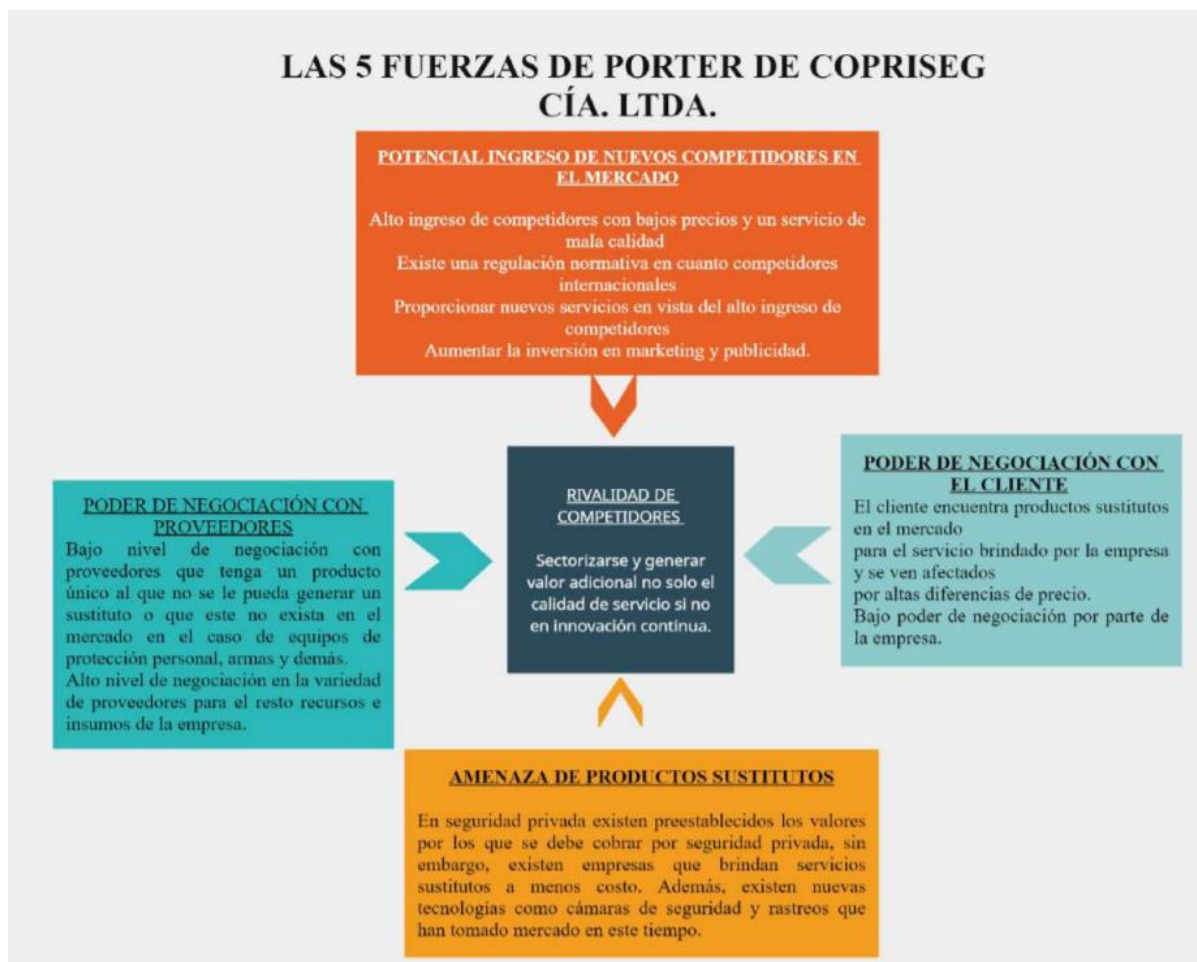 LAS 5 FUERZAS DE PORTER DE COPRISEG
CÍA. LTDA.
POTENCIAL INGRESO DE NUEVOS COMPETIDORES EN
EL MERCADO
Alto ingreso de competidores con bajos precios y un servicio de
mala calidad
Existe una regulación normativa en cuanto competidores
internacionales
Proporcionar nuevos servicios en vista del alto ingreso de
competidores
Aumentar la inversión en marketing y publicidad.
PODER DE NEGOCIACIÓN CON
PROVEEDORES
Bajo nivel de negociación con
proveedores que tenga un producto
único al que no se le pueda generar un
sustituto o que este no exista en el
mercado en el caso de equipos de
protección personal, armas y demás.
Alto nivel de negociación en la variedad
de proveedores para el resto recursos e
insumos de la empresa.
RIVALIDAD DE
COMPETIDORES
Sectorizarse y generar
valor adicional no solo el
calidad de servicio si no
en innovación continua.
PODER DE NEGOCIACIÓN CON
EL CLIENTE
El cliente encuentra productos sustitutos
en el mercado
para el servicio brindado por la empresa
y se ven afectados
por altas diferencias de precio.
Bajo poder de negociación por parte de
la empresa.
AMENAZA DE PRODUCTOS SUSTITUTOS
En seguridad privada existen preestablecidos los valores
por los que se debe cobrar por seguridad privada, sin
embargo, existen empresas que brindan servicios
sustitutos a menos costo. Además, existen nuevas
tecnologías como cámaras de seguridad y rastreos que
han tomado mercado en este tiempo.